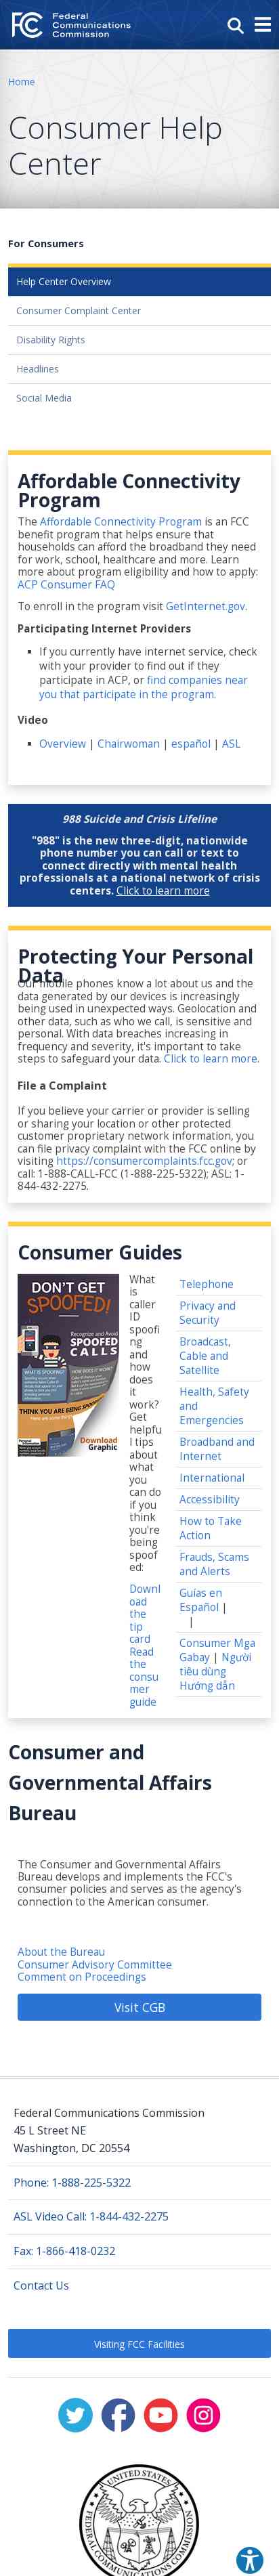 FCC Federal
Communications
Commission
Home
Consumer Help
Center
For Consumers
Help Center Overview
Consumer Complaint Center
Disability Rights
Headlines
Social Media
Affordable Connectivity
Program
The Affordable Connectivity Program is an FCC
benefit program that helps ensure that
households can afford the broadband they need
for work, school, healthcare and more. Learn
more about program eligibility and how to apply:
ACP Consumer FAQ
To enroll in the program visit GetInternet.gov.
Participating Internet Providers
If you currently have internet service, check
with your provider to find out if they
participate in ACP, or find companies near
you that participate in the program.
Video
Overview | Chairwoman | español | ASL
988 Suicide and Crisis Lifeline
"988" is the new three-digit, nationwide
phone number you can call or text to
connect directly with mental health
professionals at a national network of crisis
centers. Click to learn more
Protecting Your Personal
Data
Our mobile phones know a lot about us and the
data generated by our devices is increasingly
being used in unexpected ways. Geolocation and
other data, such as who we call, is sensitive and
personal. With data breaches increasing in
frequency and severity, it's important to take
steps to safeguard your data. Click to learn more.
File a Complaint
If you believe your carrier or provider is selling
or sharing your location or other protected
customer proprietary network information, you
can file privacy complaint with the FCC online by
visiting https://consumercomplaints.fcc.gov; or
call: 1-888-CALL-FCC (1-888-225-5322); ASL: 1-
844-432-2275.
Consumer Guides
DON'T GET
SPOOFED!
Recognize and Avoid
SPOOFED
CALLS
HOW DOES IT
WORK?
THINK YOU ARE
BEING SPOOFED?
Download
Graphic
What
is
caller
ID
spoofi
ng
and
how
does
it
work?
Get
helpfu
l tips
about
what
you
can do
if you
think
you're
being
spoof
ed:
Downl
oad
the
tip
card
Read
the
consu
mer
guide
Telephone
Privacy and
Security
Broadcast,
Cable and
Satellite
Health, Safety
and
Emergencies
Broadband and
Internet
International
Accessibility
How to Take
Action
Frauds, Scams
and Alerts
Guías en
Español |
|
Consumer Mga
Gabay | Người
tiêu dùng
Hướng dẫn
Consumer and
Governmental Affairs
Bureau
The Consumer and Governmental Affairs
Bureau develops and implements the FCC's
consumer policies and serves as the agency's
connection to the American consumer.
About the Bureau
Consumer Advisory Committee
Comment on Proceedings
Visit CGB
Federal Communications Commission
45 L Street NE
Washington, DC 20554
Phone: 1-888-225-5322
ASL Video Call: 1-844-432-2275
Fax: 1-866-418-0232
Contact Us
Visiting FCC Facilities
FEDERAL COMMUNICATIONS COMMISSION